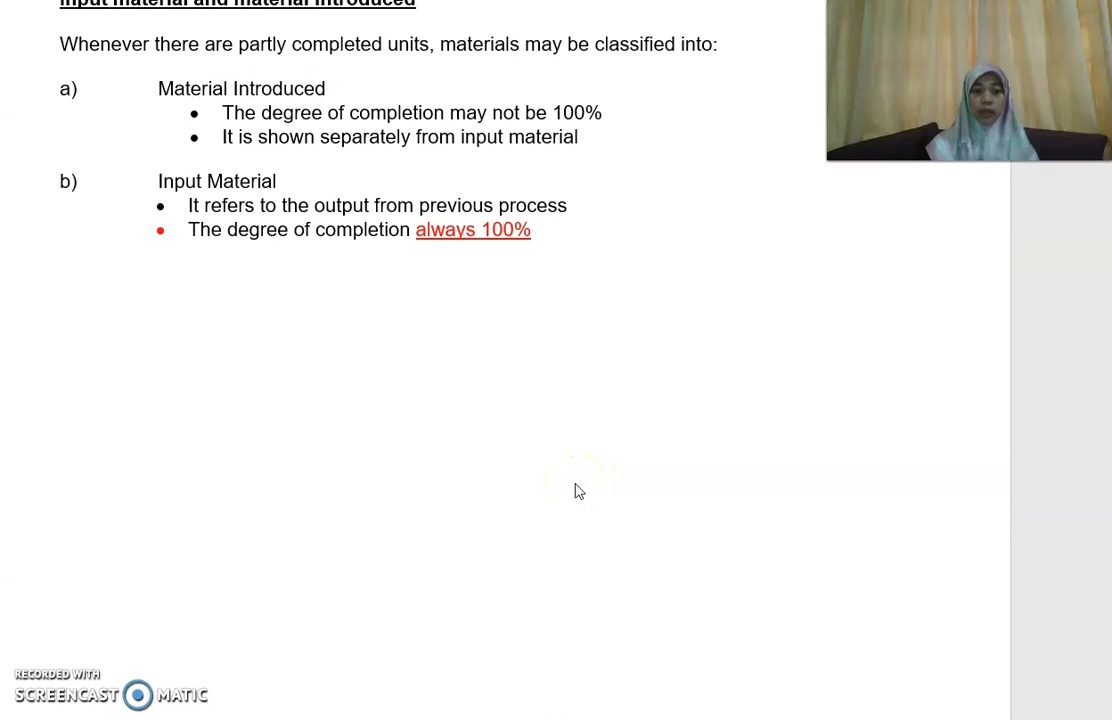 Input material and material introduced
Whenever there are partly completed units, materials may be classified into:
a) Material Introduced
• The degree of completion may not be 100%
• It is shown separately from input material
b) Input Material
• It refers to the output from previous process
• The degree of completion always 100%
RECORDED WITH
SCREENCAST MATIC